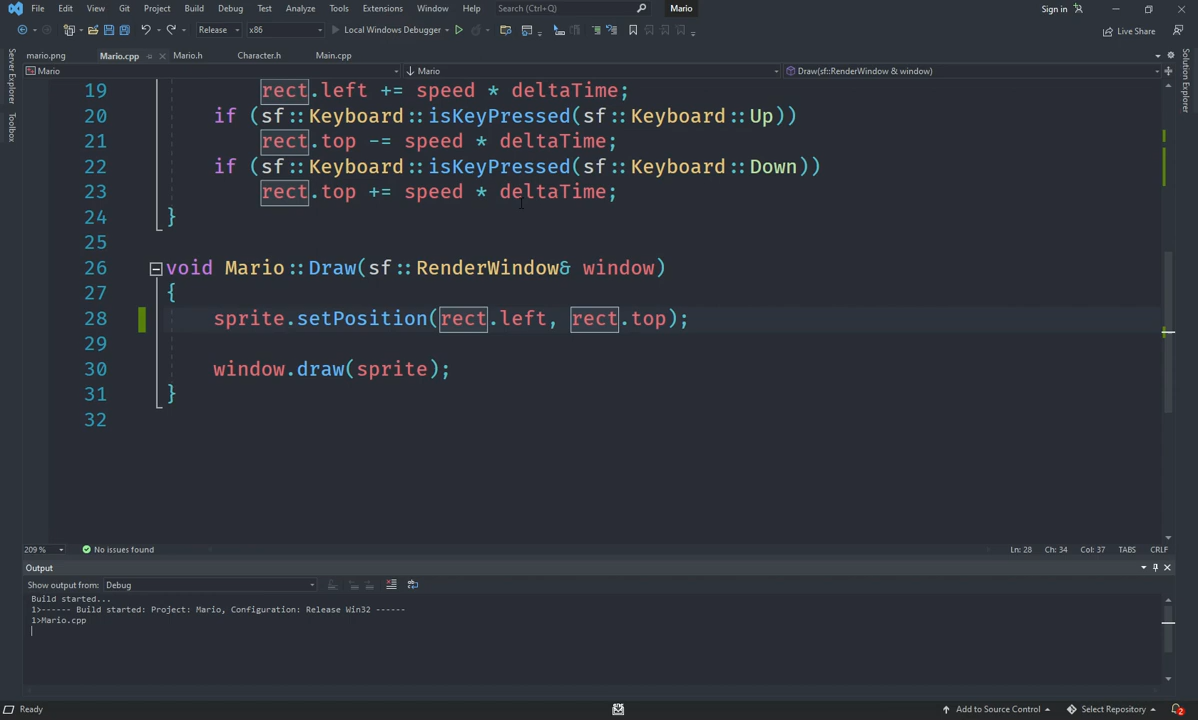 File Edit View Git Project Build Debug Test Analyze Tools Extensions Window Help Search (Ctrl+Q) Mario Sign in
Release x86 Local Windows Debugger Live Share
mario.png Mario.cpp Mario.h Character.h Main.cpp
Mario Mario Draw(sf::RenderWindow & window)
Server Explorer
Toolbox
Solution Explorer
19 rect.left += speed * deltaTime;
20 if (sf::Keyboard::isKeyPressed(sf::Keyboard::Up))
21 rect.top -= speed * deltaTime;
22 if (sf::Keyboard::isKeyPressed(sf::Keyboard::Down))
23 rect.top += speed * deltaTime;
24 }
25
26 void Mario::Draw(sf::RenderWindow& window)
27 {
28 sprite.setPosition(rect.left, rect.top);
29
30 window.draw(sprite);
31 }
32
209 % No issues found Ln: 28 Ch: 34 Col: 37 TABS CRLF
Output
Show output from: Debug
Build started...
1>------ Build started: Project: Mario, Configuration: Release Win32 ------
1>Mario.cpp
Ready Add to Source Control Select Repository 2